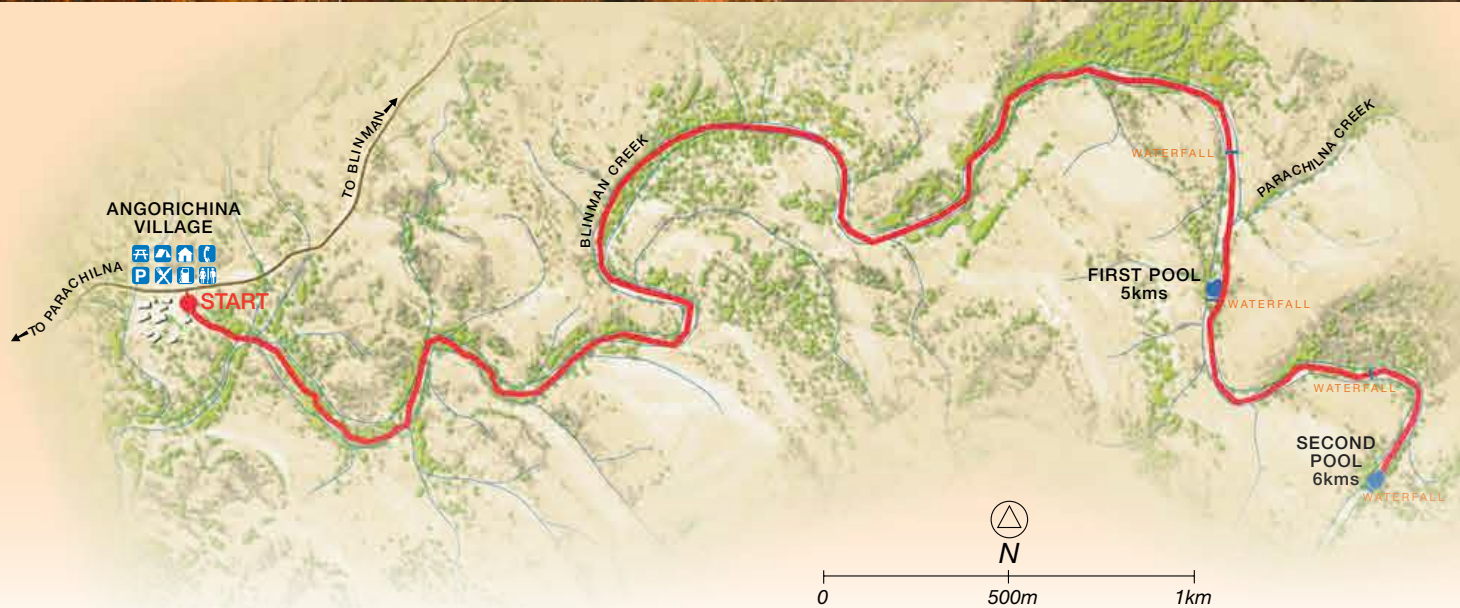 ANGORICHINA
VILLAGE
P
TO PARACHILNA
START
TO BLINMAN
BLINMAN CREEK
WATERFALL
PARACHILNA CREEK
FIRST POOL
5kms
WATERFALL
WATERFALL
SECOND
POOL
6kms
WATERFALL
N
0 500m 1km